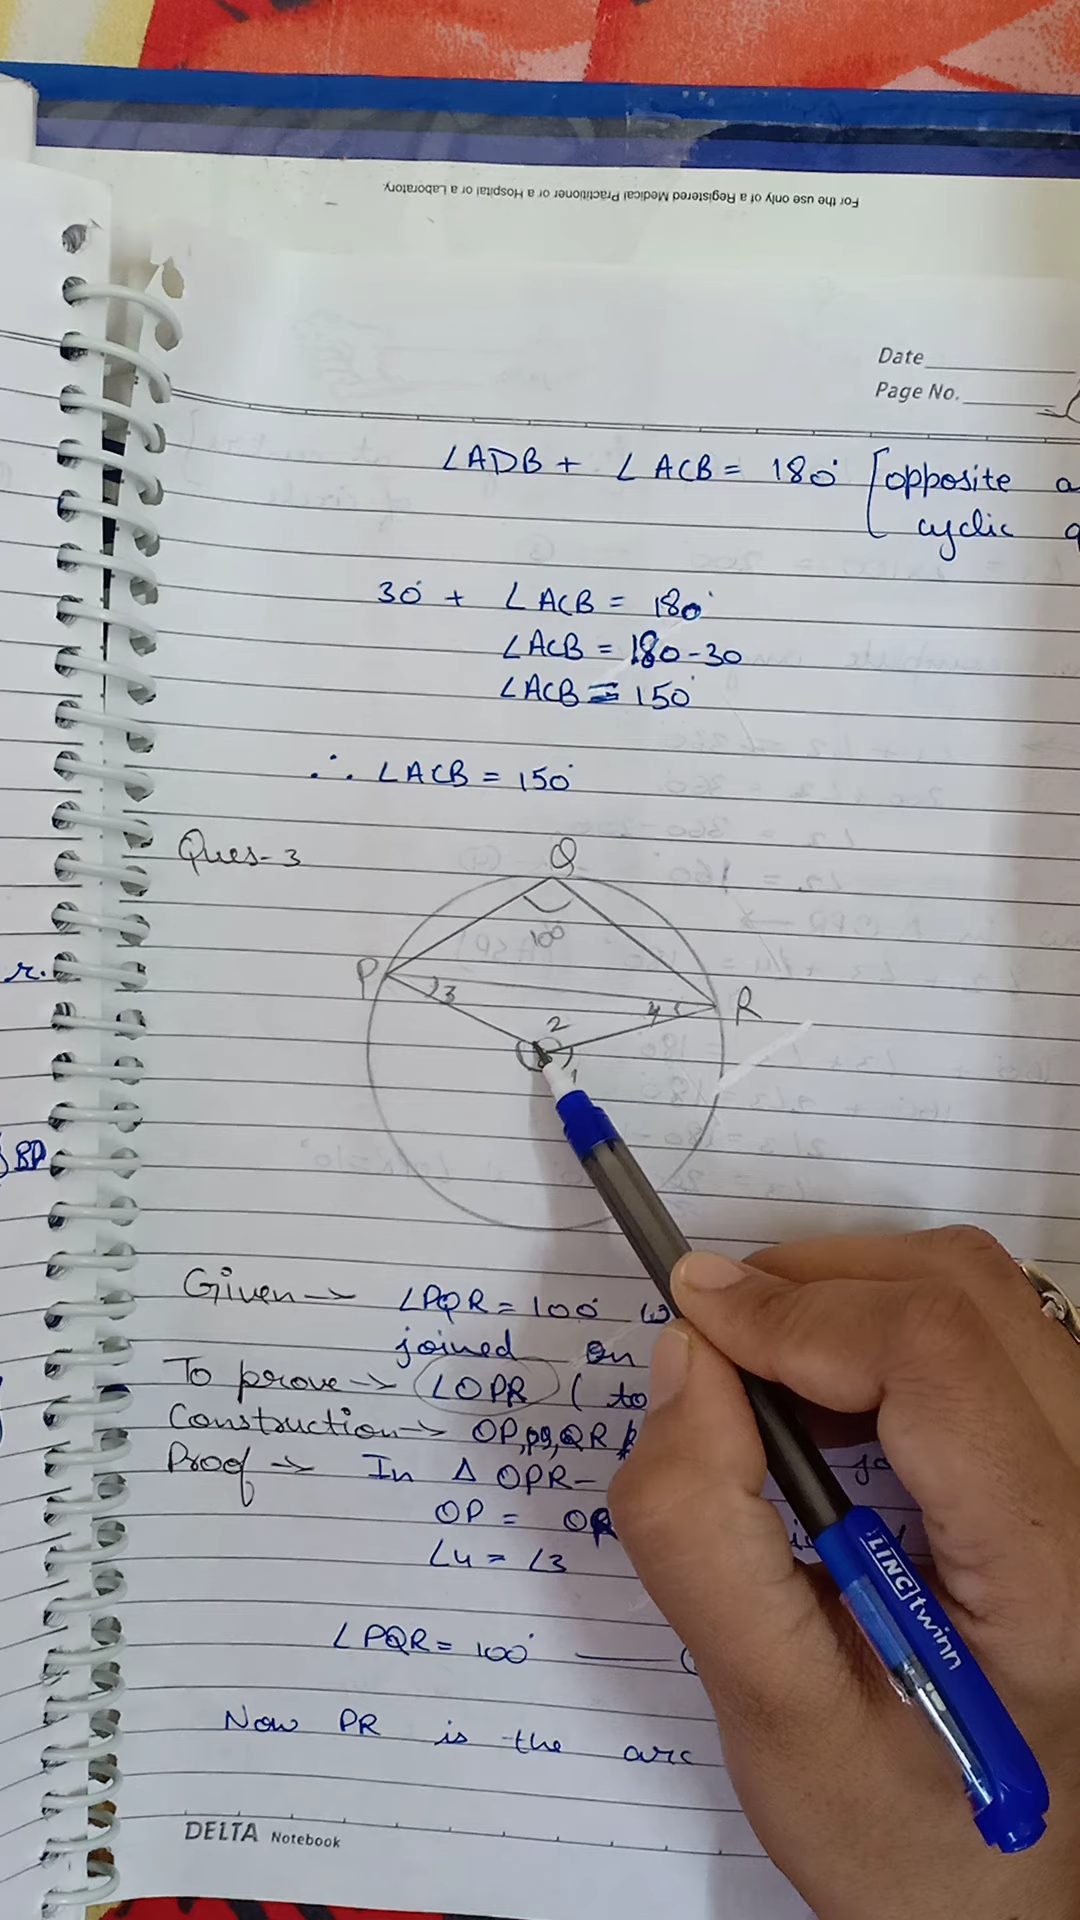 For the use only of a Registered Medical Practitioner or a Hospital or a Laboratory.
Date
Page No.
∠ADB + ∠ACB = 180° [opposite
cyclic
30° + ∠ACB = 180°
∠ACB = 180-30
∠ACB = 150°
∴ ∠ACB = 150°
Ques-3
Q
100°
P
3
4
R
2
1
r.
BD
Given → ∠PQR = 100°
joined on
To prove → ∠OPR ( to
Construction → OP, PQ, QR
Proof → In Δ OPR-
OP = OR
∠4 = ∠3
∠PQR = 100°
Now PR is the arc
DELTA Notebook
LINC twinn